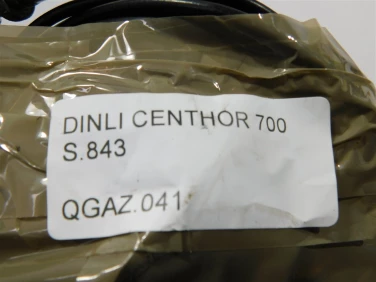 DINLI CENTHOR 700
S.843
QGAZ.041